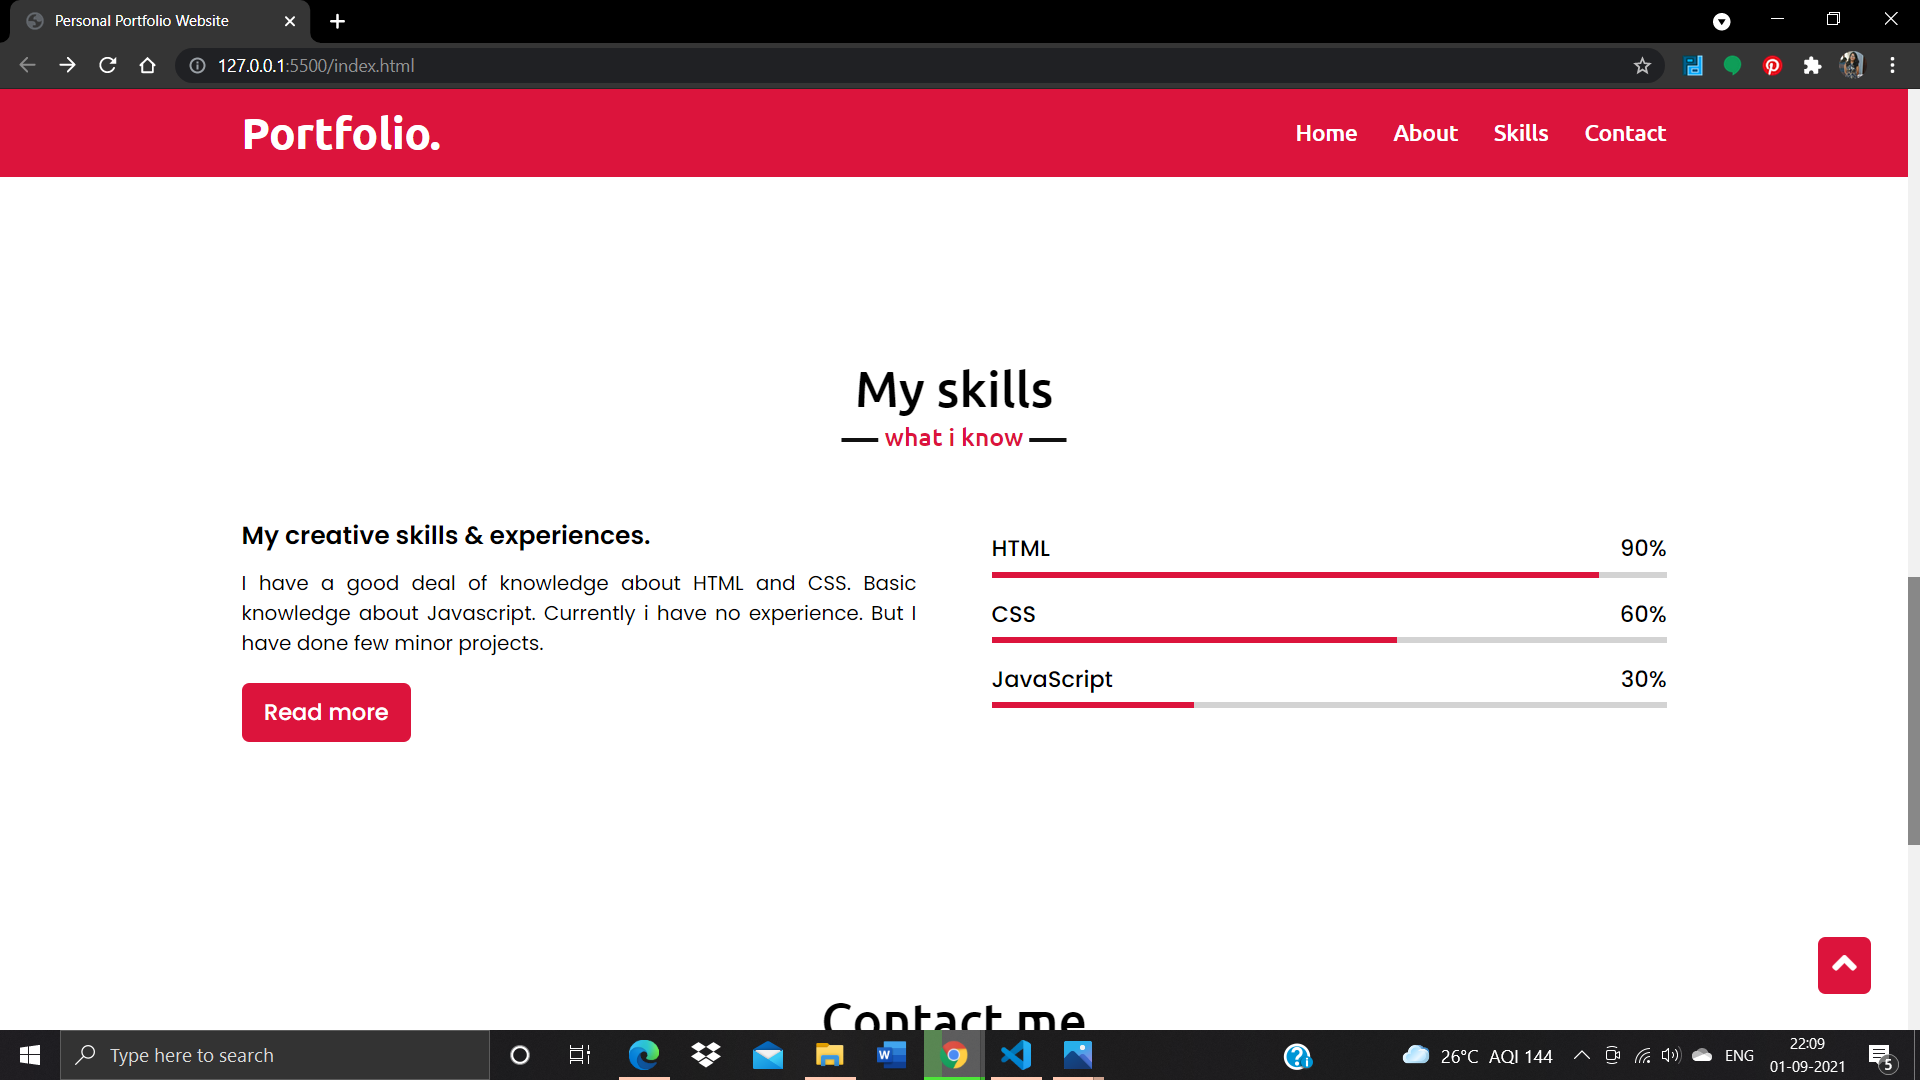 Personal Portfolio Website
127.0.0.1:5500/index.html
Portfolio.
Home About Skills Contact
My skills
what i know
My creative skills & experiences.
I have a good deal of knowledge about HTML and CSS. Basic
knowledge about Javascript. Currently i have no experience. But I
have done few minor projects.
Read more
HTML 90%
CSS 60%
JavaScript 30%
Contact me
Type here to search
26°C AQI 144
ENG
22:09
01-09-2021
5